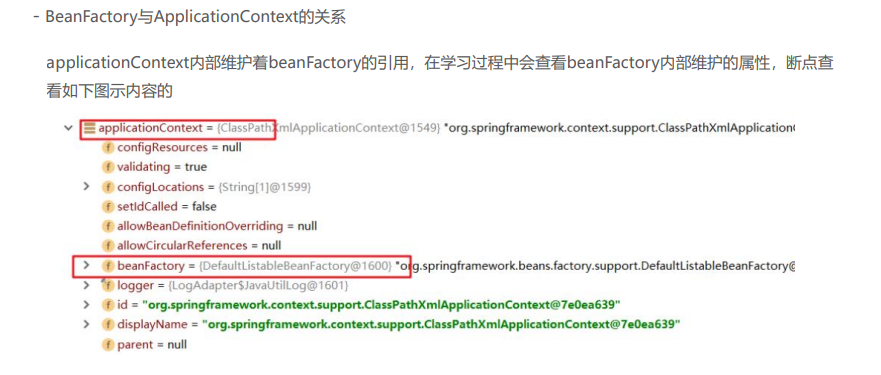 - BeanFactory与ApplicationContext的关系
applicationContext内部维护着beanFactory的引用，在学习过程中会查看beanFactory内部维护的属性，断点查
看如下图示内容的
applicationContext = {ClassPathXmlApplicationContext@1549} "org.springframework.context.support.ClassPathXmlApplication
configResources = null
validating = true
configLocations = {String[1]@1599}
setIdCalled = false
allowBeanDefinitionOverriding = null
allowCircularReferences = null
beanFactory = {DefaultListableBeanFactory@1600} "org.springframework.beans.factory.support.DefaultListableBeanFactory@
logger = {LogAdapter$JavaUtilLog@1601}
id = "org.springframework.context.support.ClassPathXmlApplicationContext@7e0ea639"
displayName = "org.springframework.context.support.ClassPathXmlApplicationContext@7e0ea639"
parent = null